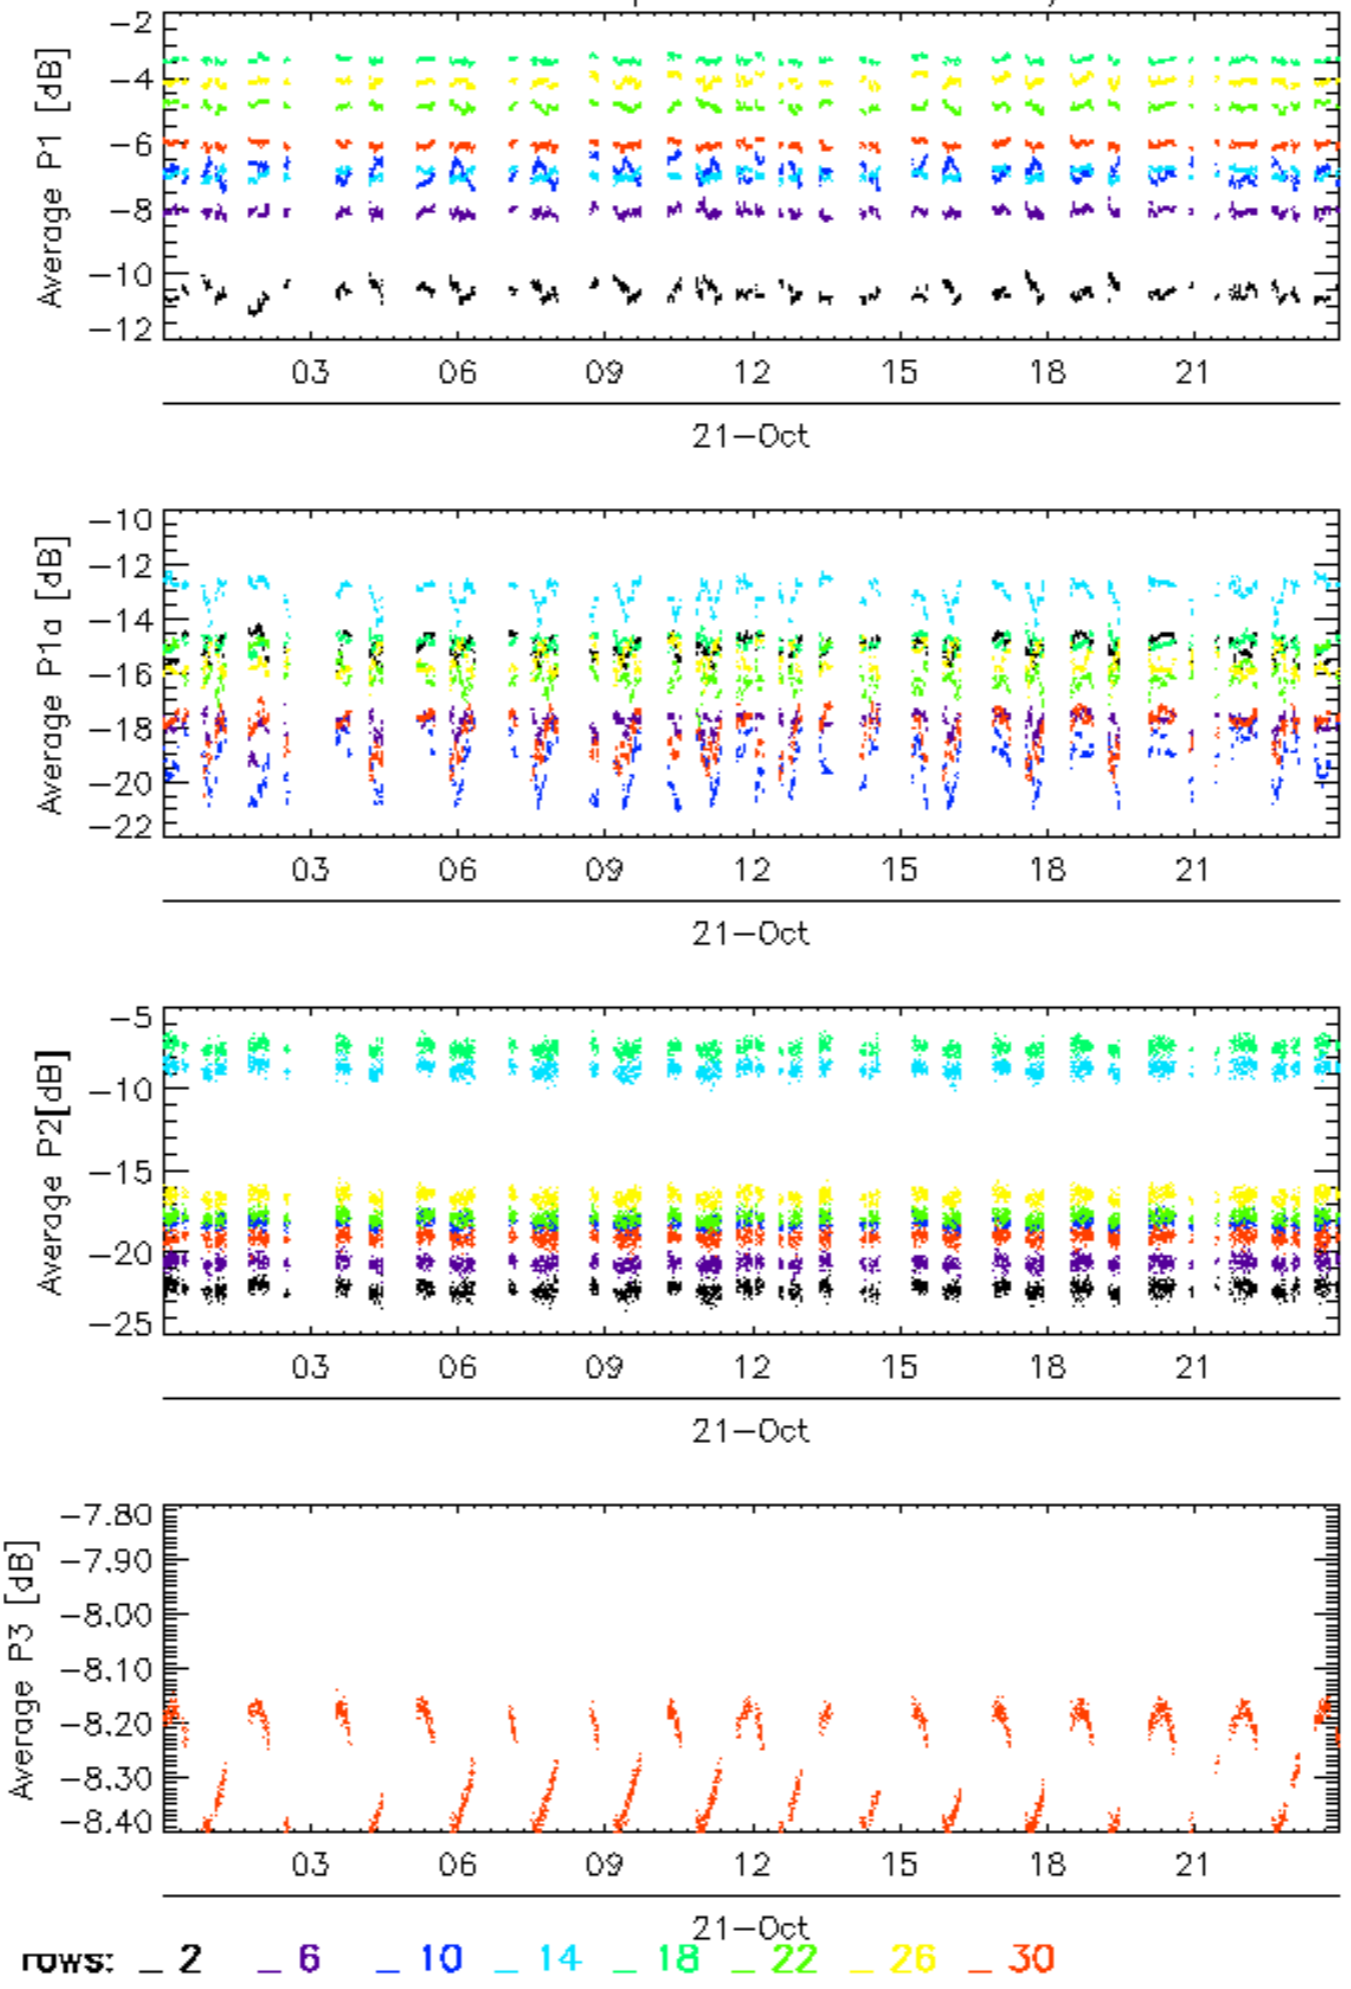 Average P1 [dB]
-2
-4
-6
-8
-10
-12
03 06 09 12 15 18 21
21-Oct
Average P1a [dB]
-10
-12
-14
-16
-18
-20
-22
03 06 09 12 15 18 21
21-Oct
Average P2[dB]
-5
-10
-15
-20
-25
03 06 09 12 15 18 21
21-Oct
Average P3 [dB]
-7.80
-7.90
-8.00
-8.10
-8.20
-8.30
-8.40
03 06 09 12 15 18 21
21-Oct
rows: _ 2 _ 6 _ 10 _ 14 _ 18 _ 22 _ 26 _ 30